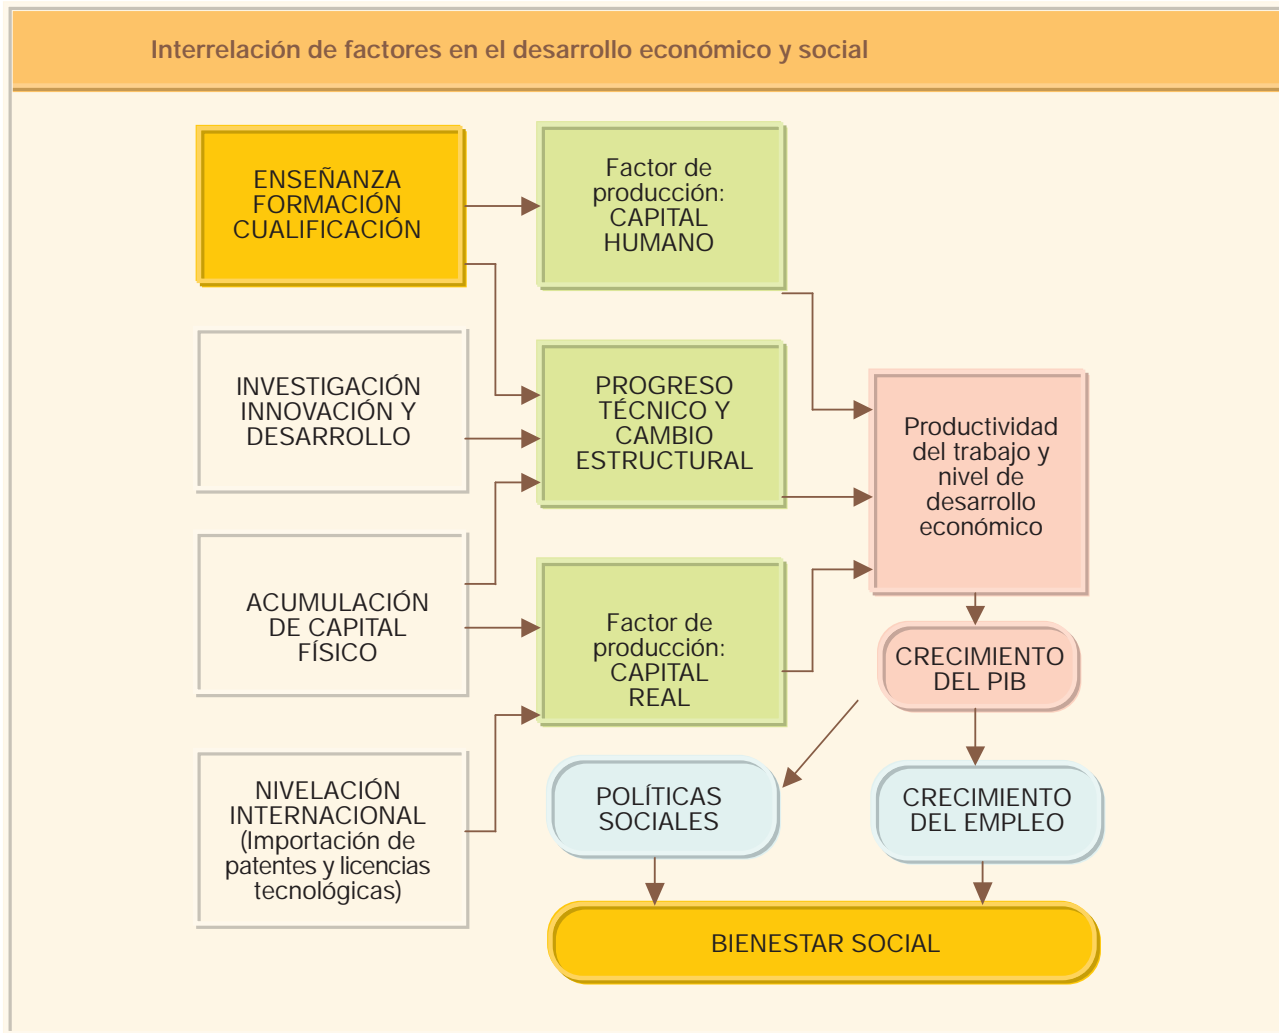 Interrelación de factores en el desarrollo económico y social
ENSEÑANZA
FORMACIÓN
CUALIFICACIÓN
Factor de
producción:
CAPITAL
HUMANO
INVESTIGACIÓN
INNOVACIÓN Y
DESARROLLO
PROGRESO
TÉCNICO Y
CAMBIO
ESTRUCTURAL
Productividad
del trabajo y
nivel de
desarrollo
económico
ACUMULACIÓN
DE CAPITAL
FÍSICO
Factor de
producción:
CAPITAL
REAL
CRECIMIENTO
DEL PIB
NIVELACIÓN
INTERNACIONAL
(Importación de
patentes y licencias
tecnológicas)
POLÍTICAS
SOCIALES
CRECIMIENTO
DEL EMPLEO
BIENESTAR SOCIAL